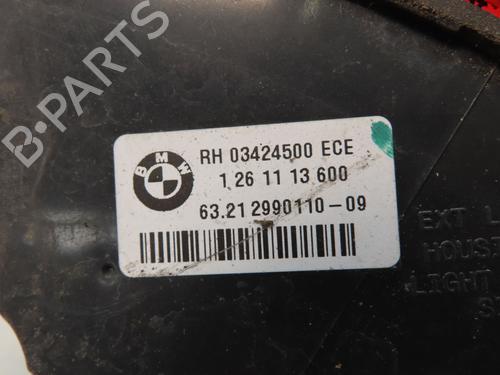 B-PARTS
BMW
RH 03424500 ECE
1 26 11 13 600
63.21 2990110-09
EXT L
HOUS
LIGHT
S